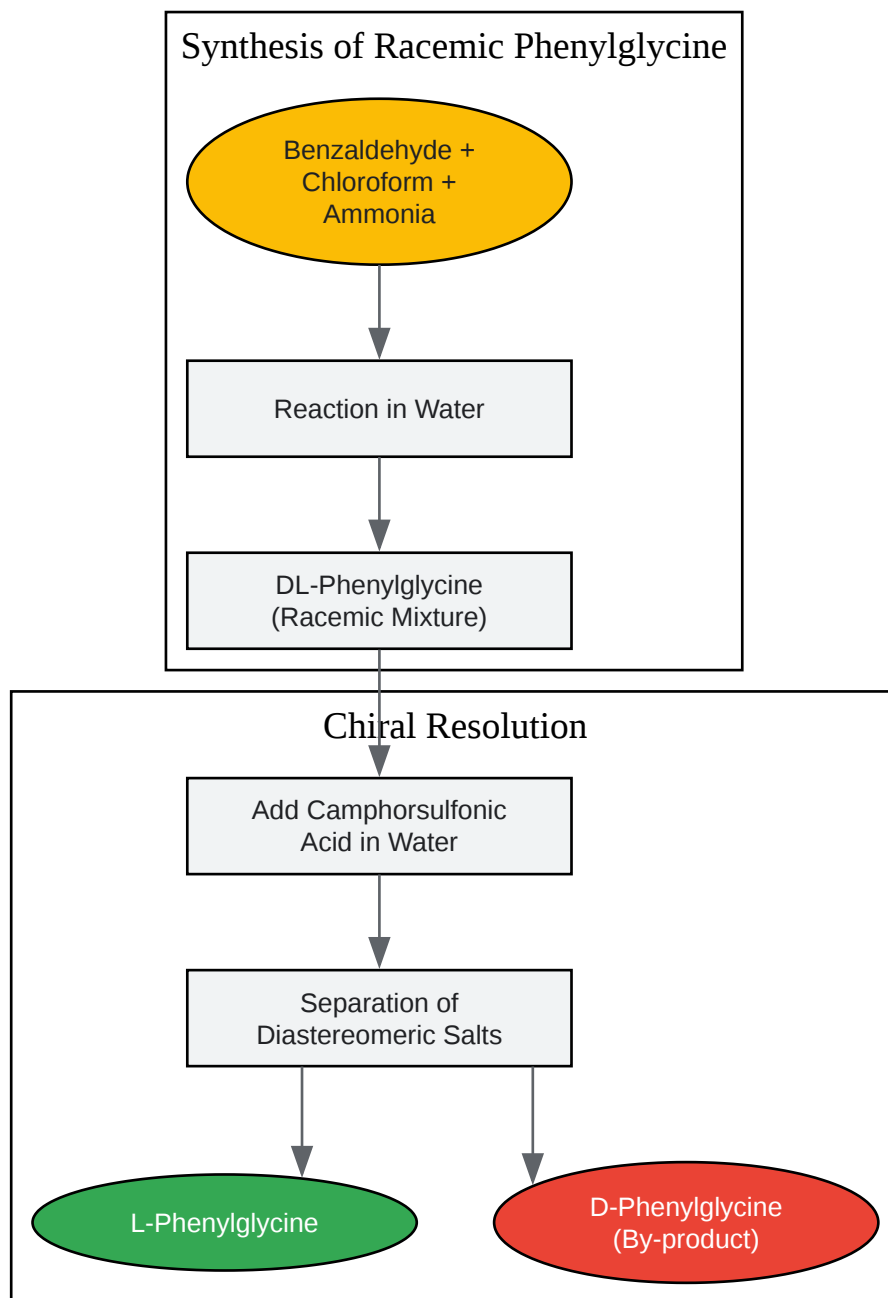 Synthesis of Racemic Phenylglycine
Benzaldehyde +
Chloroform +
Ammonia
Reaction in Water
DL-Phenylglycine
(Racemic Mixture)
Chiral Resolution
Add Camphorsulfonic
Acid in Water
Separation of
Diastereomeric Salts
L-Phenylglycine
D-Phenylglycine
(By-product)